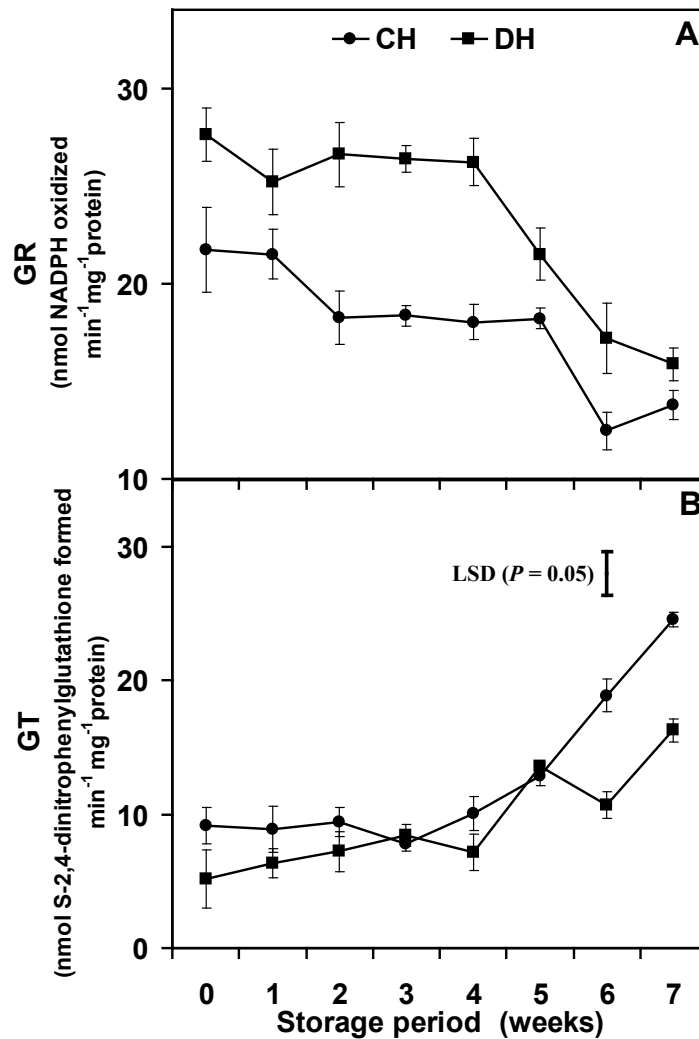 A
CH DH
30
20
10
GR
(nmol NADPH oxidized
min⁻¹mg⁻¹protein)
B
30
20
10
0
LSD (P = 0.05)
GT
(nmol S-2,4-dinitrophenylglutathione formed
min⁻¹ mg⁻¹protein)
0 1 2 3 4 5 6 7
Storage period (weeks)